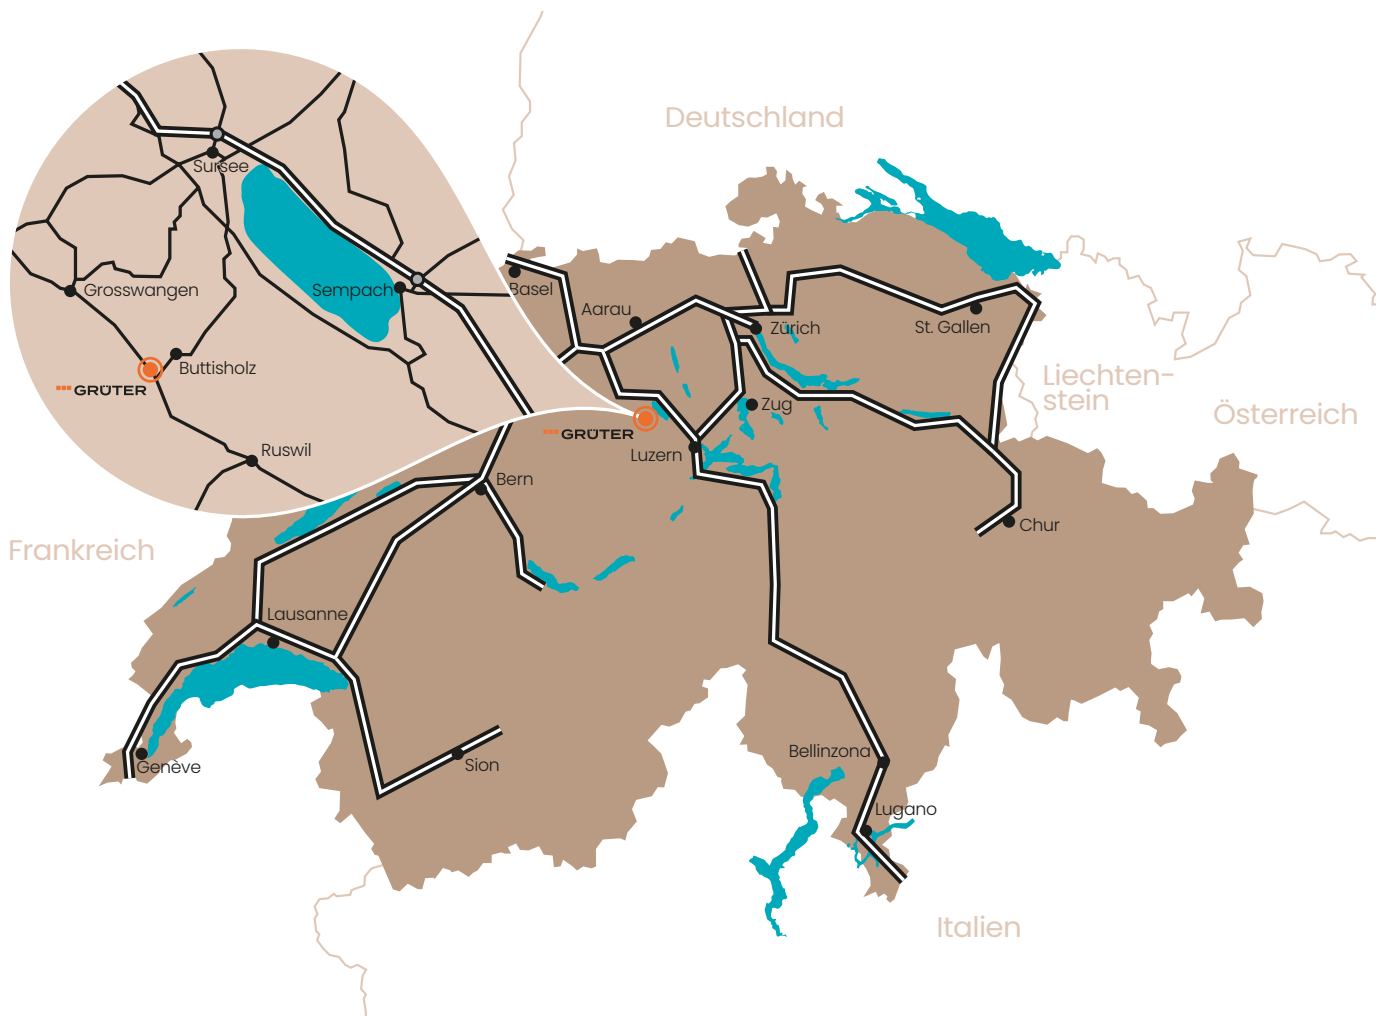 Deutschland
Sursee
Grosswangen
Sempach
Basel
Aarau
Zürich
St. Gallen
Buttisholz
GRÜTER
Liechten-
stein
Österreich
Zug
GRÜTER
Luzern
Ruswil
Bern
Chur
Frankreich
Lausanne
Bellinzona
Genève
Sion
Lugano
Italien